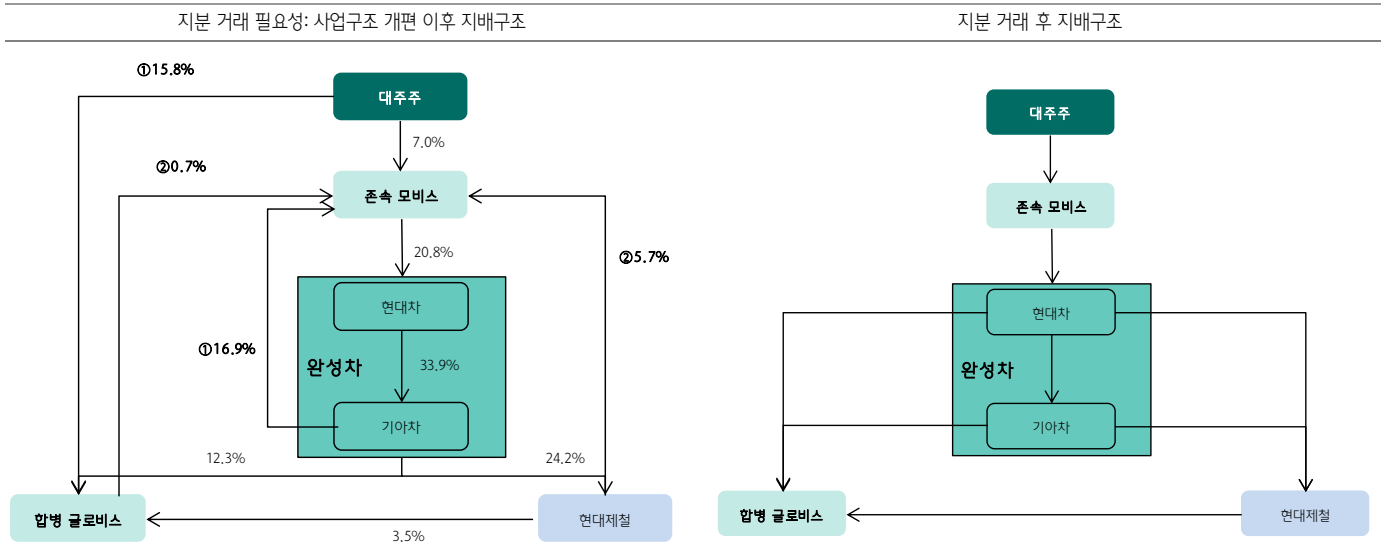 지분 거래 필요성: 사업구조 개편 이후 지배구조
①15.8%
대주주
7.0%
②0.7%
존속 모비스
20.8%
②5.7%
현대차
①16.9%
완성차
33.9%
기아차
12.3%
24.2%
합병 글로비스
현대제철
3.5%
지분 거래 후 지배구조
대주주
존속 모비스
현대차
완성차
기아차
합병 글로비스
현대제철